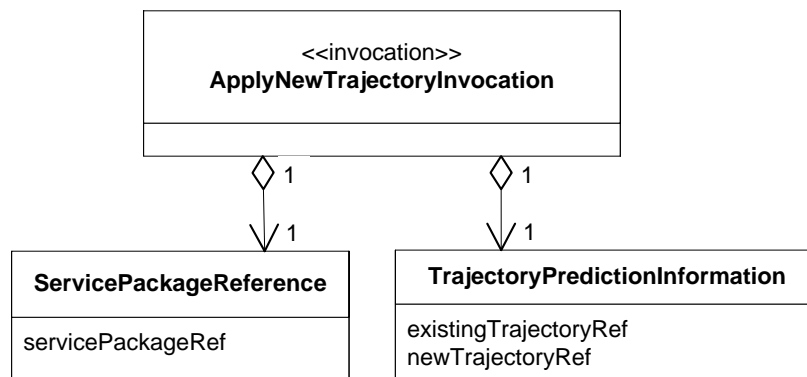 <<invocation>>
ApplyNewTrajectoryInvocation
1
1
1
1
ServicePackageReference
servicePackageRef
TrajectoryPredictionInformation
existingTrajectoryRef
newTrajectoryRef